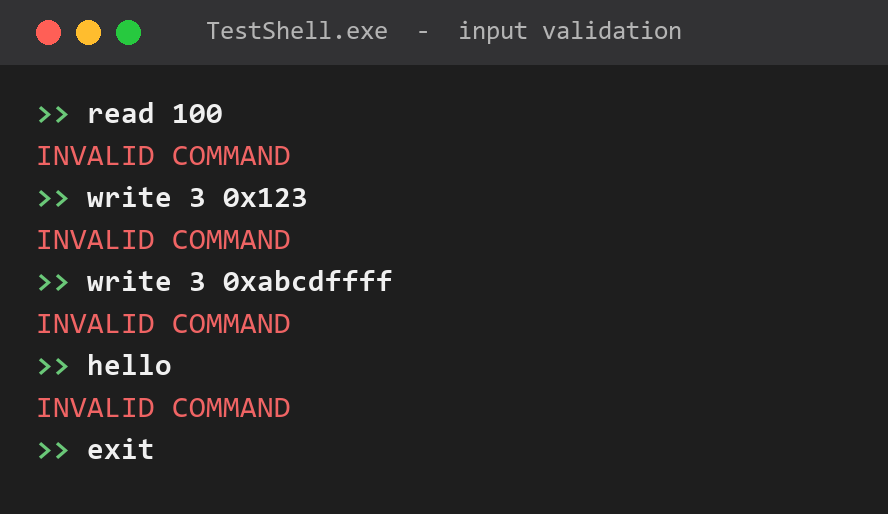 TestShell.exe  -  input validation
>> read 100
INVALID COMMAND
>> write 3 0x123
INVALID COMMAND
>> write 3 0xabcdffff
INVALID COMMAND
>> hello
INVALID COMMAND
>> exit